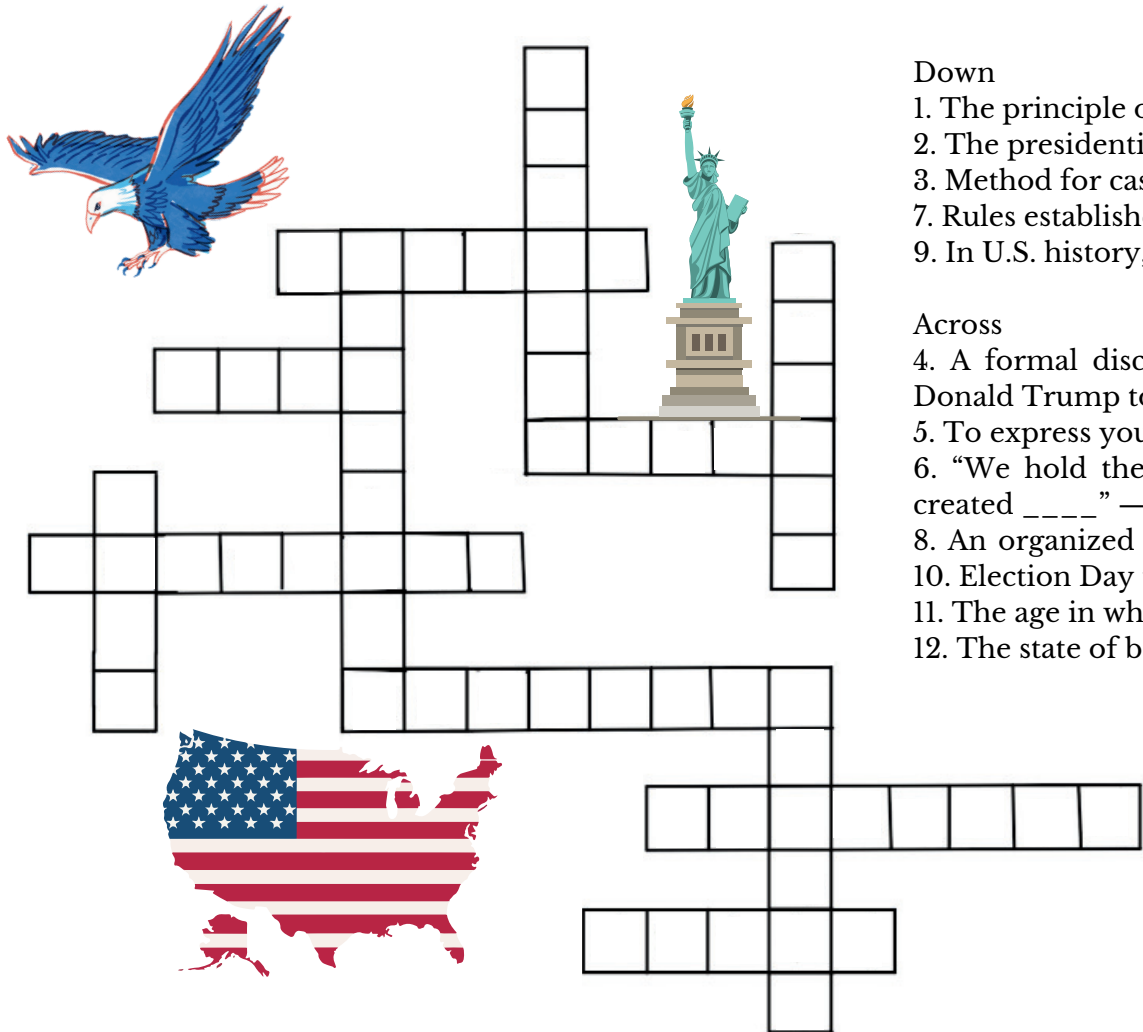 Down
1. The principle
2. The presidenti
3. Method for cas
7. Rules establish
9. In U.S. history,
Across
4. A formal disc
Donald Trump to
5. To express you
6. “We hold the
created ____” —
8. An organized
10. Election Day
11. The age in wh
12. The state of b